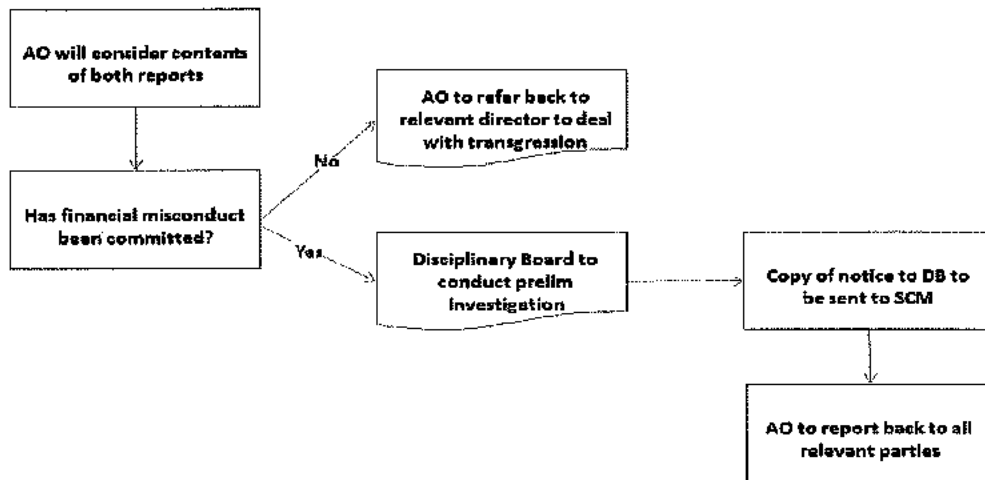 AO will consider contents
of both reports
AO to refer back to
relevant director to deal
with transgression
No
Has financial misconduct
been committed?
Yes
Disciplinary Board to
conduct prelim
investigation
Copy of notice to DB to
be sent to SCM
AO to report back to all
relevant parties